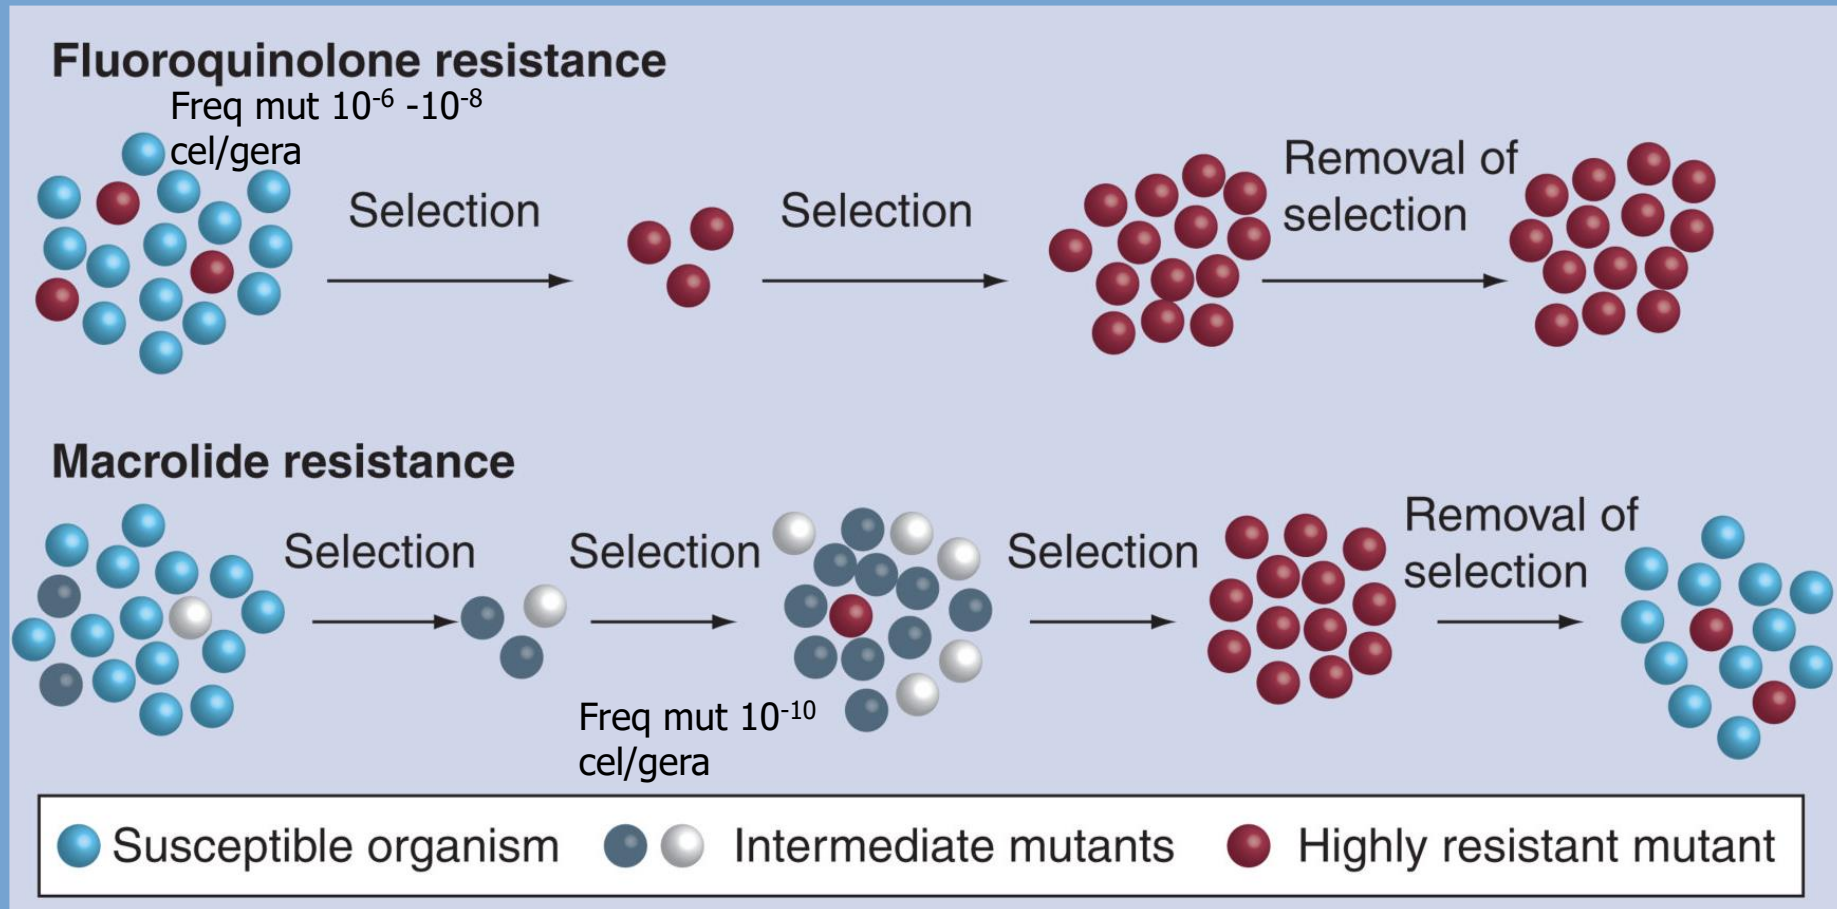 Fluoroquinolone resistance
Freq mut 10⁻⁶ -10⁻⁸
cel/gera
Selection
Selection
Removal of
selection
Macrolide resistance
Selection
Selection
Selection
Removal of
selection
Freq mut 10⁻¹⁰
cel/gera
Susceptible organism
Intermediate mutants
Highly resistant mutant